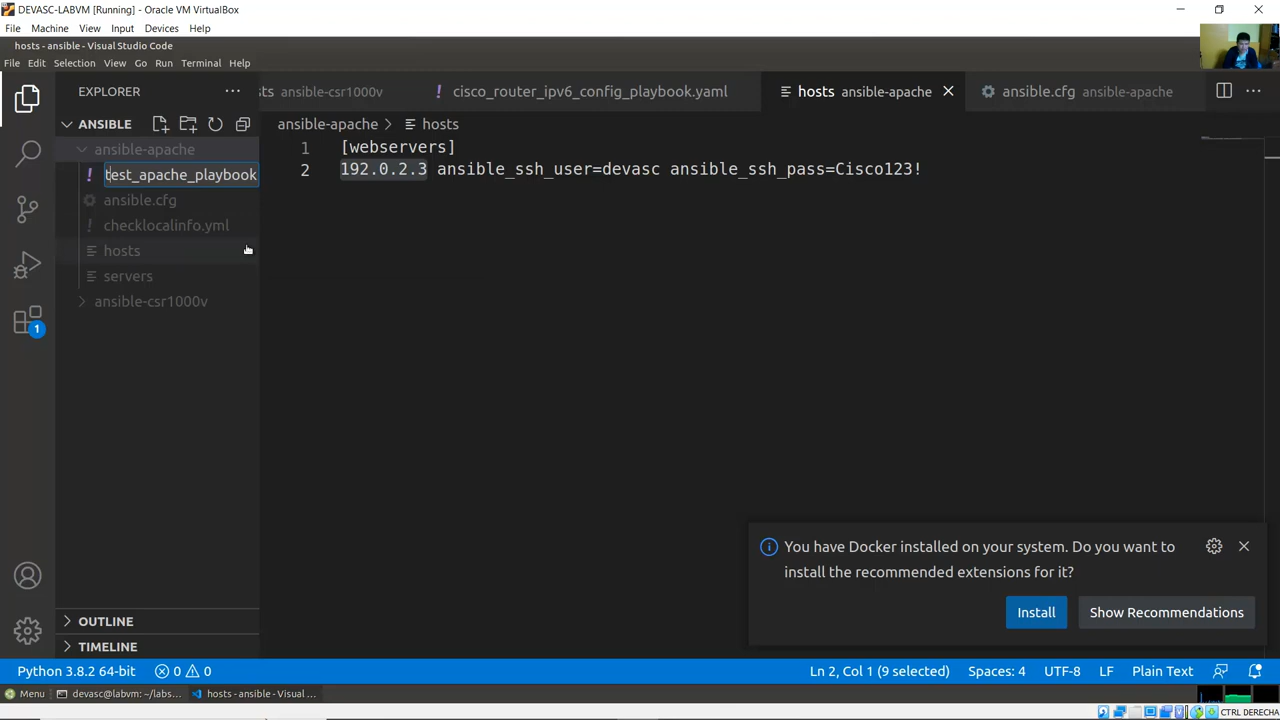 DEVASC-LABVM [Running] - Oracle VM VirtualBox
File Machine View Input Devices Help
hosts - ansible - Visual Studio Code
File Edit Selection View Go Run Terminal Help
EXPLORER
sts ansible-csr1000v
! cisco_router_ipv6_config_playbook.yaml
hosts ansible-apache
ansible.cfg ansible-apache
ANSIBLE
ansible-apache > hosts
ansible-apache
! test_apache_playbook
ansible.cfg
! checklocalinfo.yml
hosts
servers
ansible-csr1000v
1 [webservers]
2 192.0.2.3 ansible_ssh_user=devasc ansible_ssh_pass=Cisco123!
1
You have Docker installed on your system. Do you want to
install the recommended extensions for it?
Install Show Recommendations
OUTLINE
TIMELINE
Python 3.8.2 64-bit 0 0 Ln 2, Col 1 (9 selected) Spaces: 4 UTF-8 LF Plain Text
Menu devasc@labvm: ~/labs... hosts - ansible - Visual ...
CTRL DERECHA